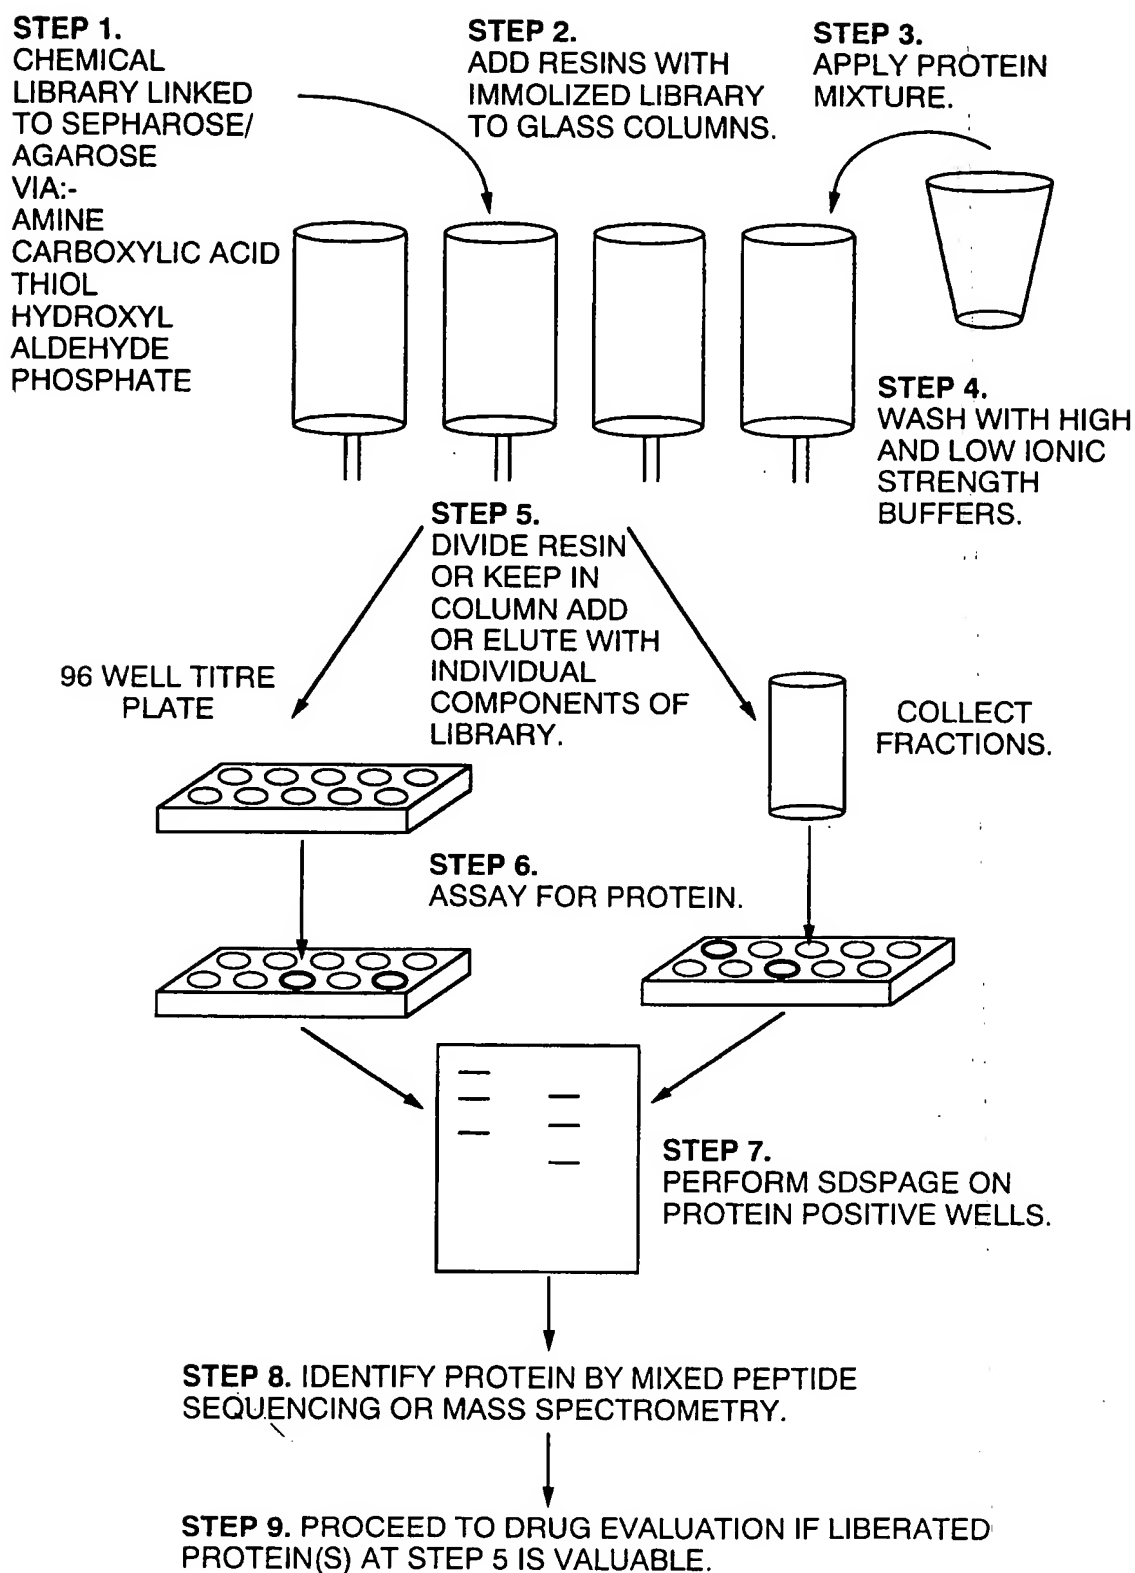 STEP 1.
CHEMICAL
LIBRARY LINKED
TO SEPHAROSE/
AGAROSE
VIA:-
AMINE
CARBOXYLIC ACID
THIOL
HYDROXYL
ALDEHYDE
PHOSPHATE
STEP 2.
ADD RESINS WITH
IMMOLIZED LIBRARY
TO GLASS COLUMNS.
STEP 3.
APPLY PROTEIN
MIXTURE.
STEP 4.
WASH WITH HIGH
AND LOW IONIC
STRENGTH
BUFFERS.
STEP 5.
DIVIDE RESIN
OR KEEP IN
COLUMN ADD
OR ELUTE WITH
INDIVIDUAL
COMPONENTS OF
LIBRARY.
96 WELL TITRE
PLATE
COLLECT
FRACTIONS.
STEP 6.
ASSAY FOR PROTEIN.
STEP 7.
PERFORM SDSPAGE ON
PROTEIN POSITIVE WELLS.
STEP 8. IDENTIFY PROTEIN BY MIXED PEPTIDE
SEQUENCING OR MASS SPECTROMETRY.
STEP 9. PROCEED TO DRUG EVALUATION IF LIBERATED
PROTEIN(S) AT STEP 5 IS VALUABLE.